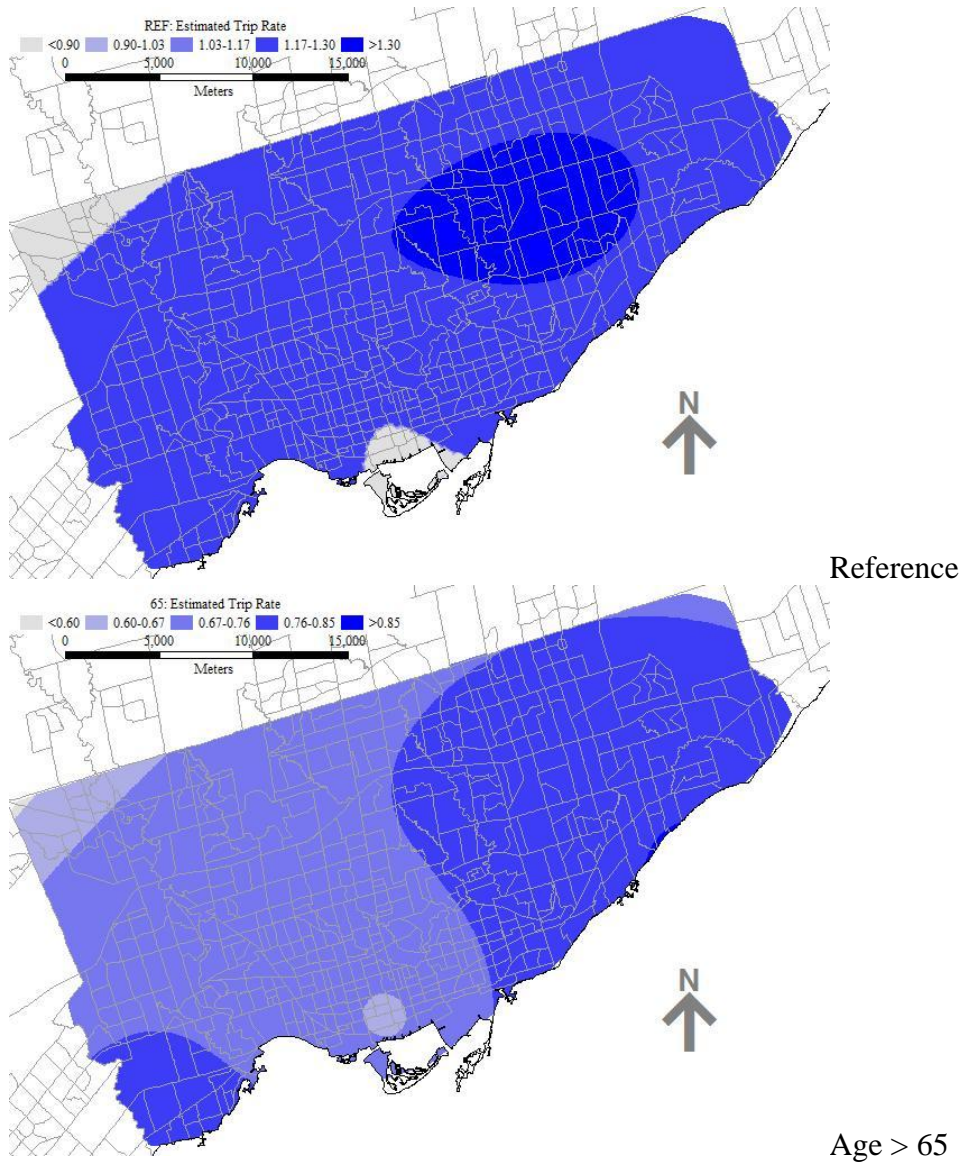 REF: Estimated Trip Rate
<0.90 0.90-1.03 1.03-1.17 1.17-1.30 >1.30
0 5,000 10,000 15,000
Meters
N
Reference
65: Estimated Trip Rate
<0.60 0.60-0.67 0.67-0.76 0.76-0.85 >0.85
0 5,000 10,000 15,000
Meters
N
Age > 65